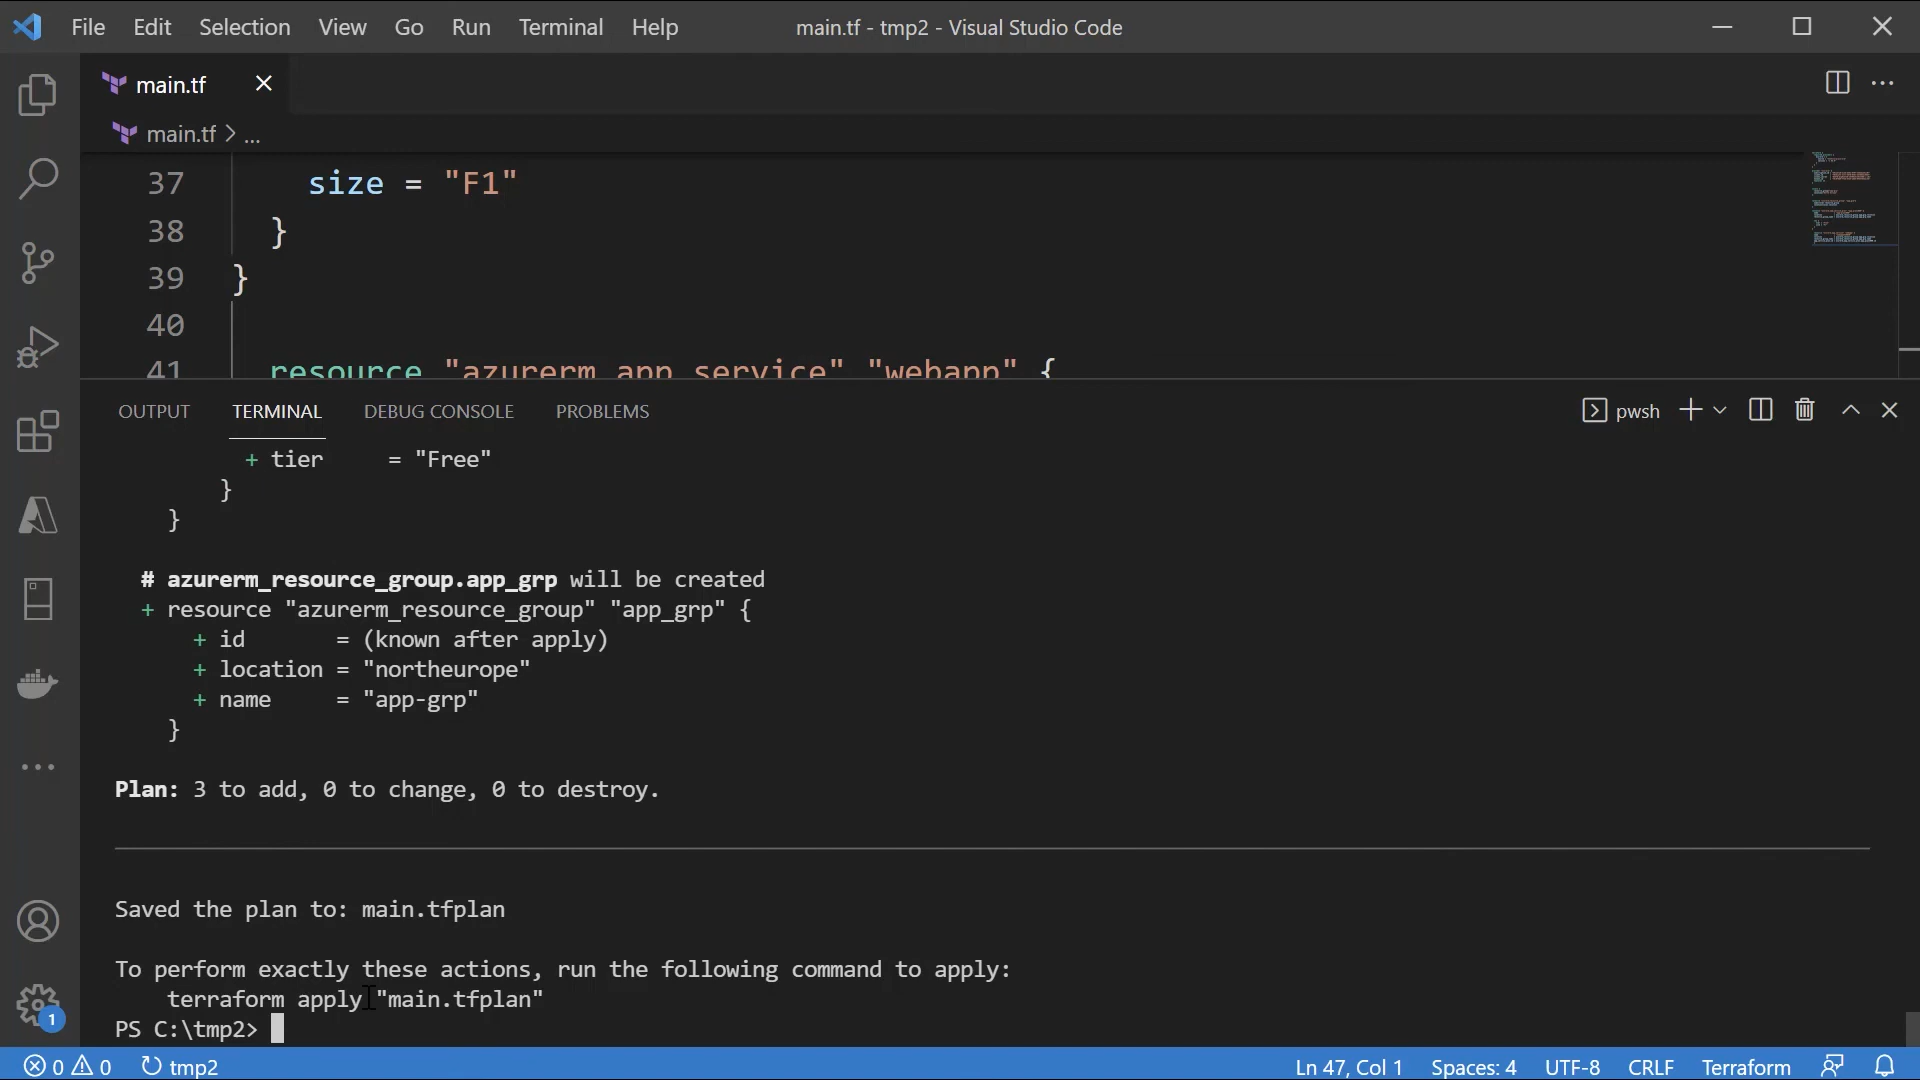 File Edit Selection View Go Run Terminal Help main.tf - tmp2 - Visual Studio Code
main.tf
main.tf > ...
37 size = "F1"
38 }
39 }
40
41 resource "azurerm_app_service" "webapp" {
OUTPUT TERMINAL DEBUG CONSOLE PROBLEMS pwsh
+ tier = "Free"
}
}
# azurerm_resource_group.app_grp will be created
+ resource "azurerm_resource_group" "app_grp" {
+ id = (known after apply)
+ location = "northeurope"
+ name = "app-grp"
}
Plan: 3 to add, 0 to change, 0 to destroy.
Saved the plan to: main.tfplan
To perform exactly these actions, run the following command to apply:
terraform apply "main.tfplan"
PS C:\tmp2>
1
0 0 tmp2 Ln 47, Col 1 Spaces: 4 UTF-8 CRLF Terraform